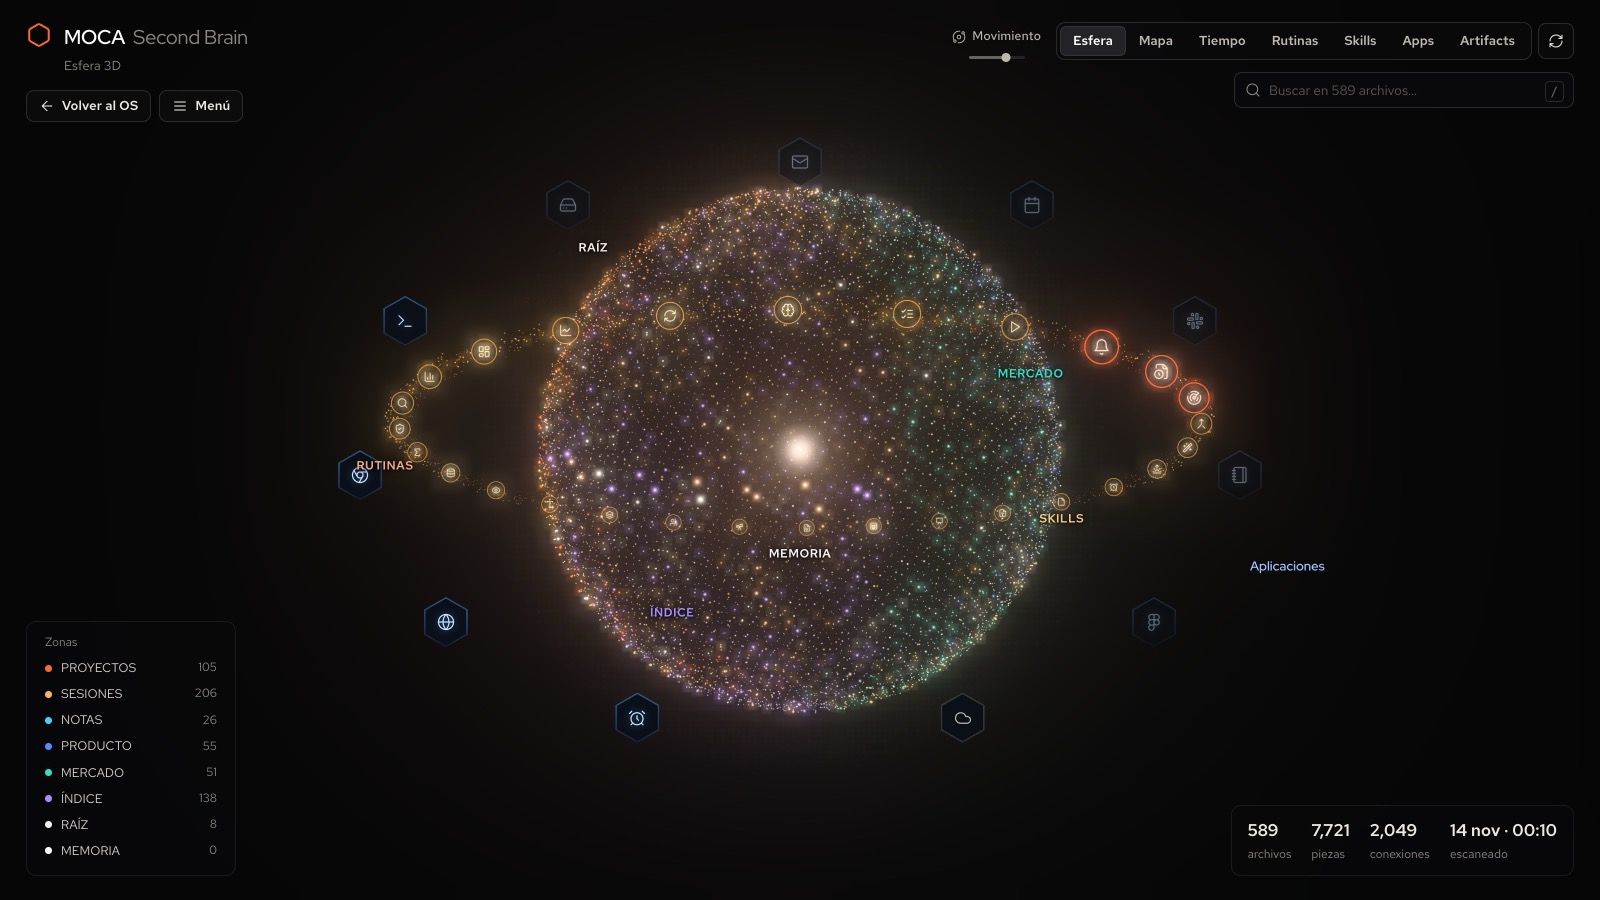 MOCA Second Brain
Esfera 3D
Volver al OS
Menú
Movimiento
Esfera
Mapa
Tiempo
Rutinas
Skills
Apps
Artifacts
Buscar en 589 archivos...
/
RAÍZ
MERCADO
RUTINAS
SKILLS
MEMORIA
Aplicaciones
ÍNDICE
Zonas
PROYECTOS 105
SESIONES 206
NOTAS 26
PRODUCTO 55
MERCADO 51
ÍNDICE 138
RAÍZ 8
MEMORIA 0
589 7,721 2,049 14 nov · 00:10
archivos piezas conexiones escaneado